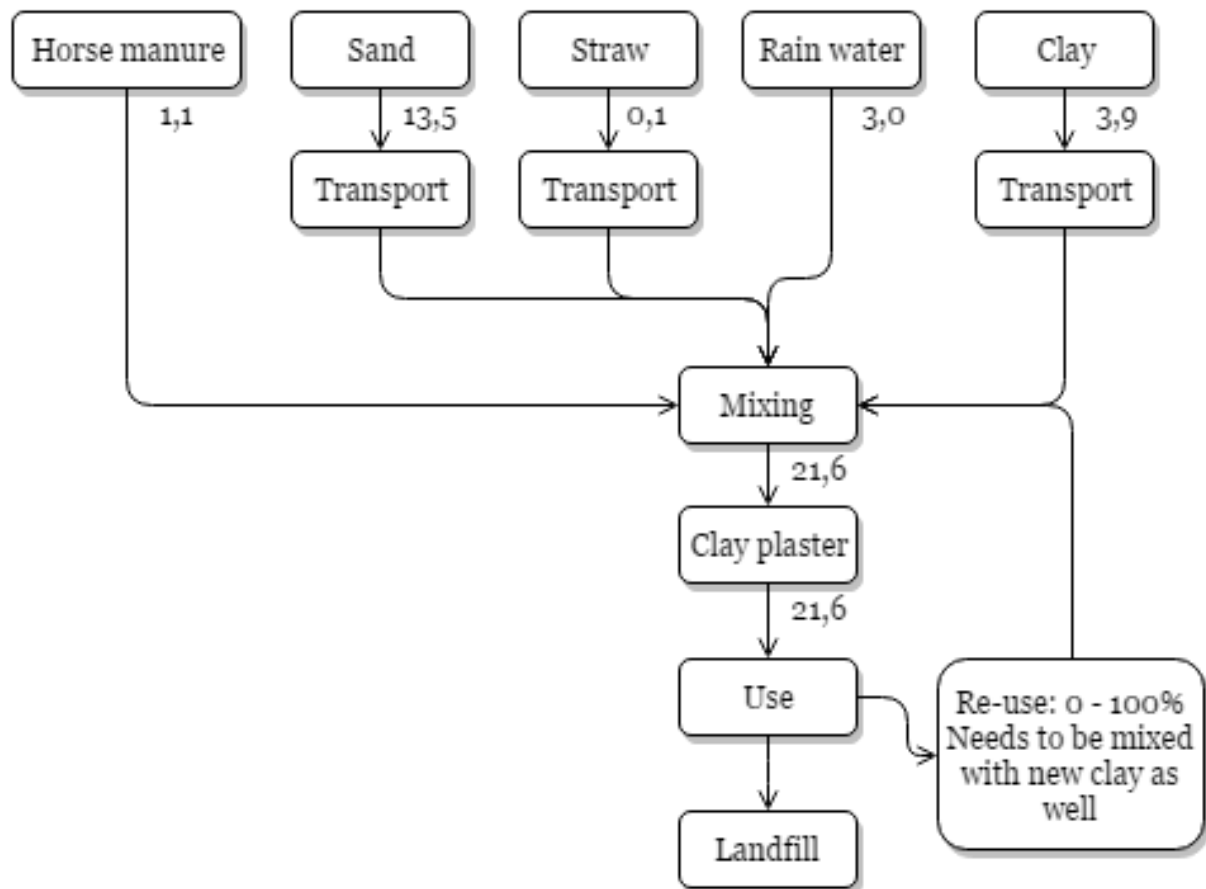 Horse manure
Sand
Straw
Rain water
Clay
1,1
13,5
0,1
3,0
3,9
Transport
Transport
Transport
Mixing
21,6
Clay plaster
21,6
Use
Re-use: 0 - 100%
Needs to be mixed
with new clay as
well
Landfill